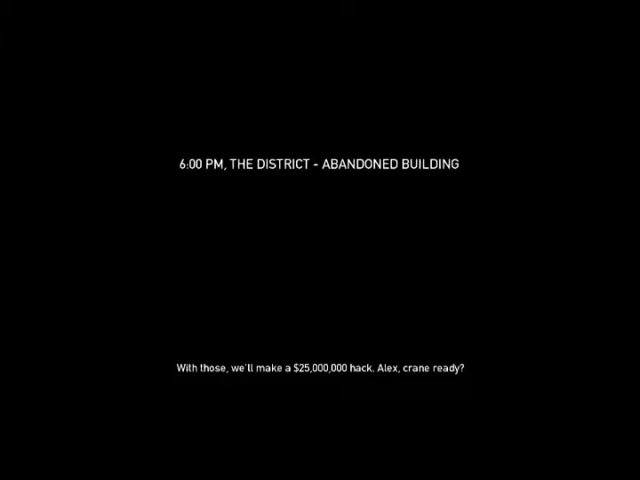 6:00 PM, THE DISTRICT - ABANDONED BUILDING
With those, we'll make a $25,000,000 hack. Alex, crane ready?